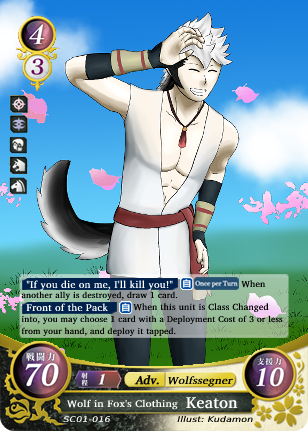 4
3
"If you die on me, I'll kill you!" Once per Turn When
another ally is destroyed, draw 1 card.
Front of the Pack When this unit is Class Changed
into, you may choose 1 card with a Deployment Cost of 3 or less
from your hand, and deploy it tapped.
戦闘力 70
射程 1
Adv. Wolfssegner
支援力 10
Wolf in Fox's Clothing Keaton
SC01-016
Illust: Kudamon